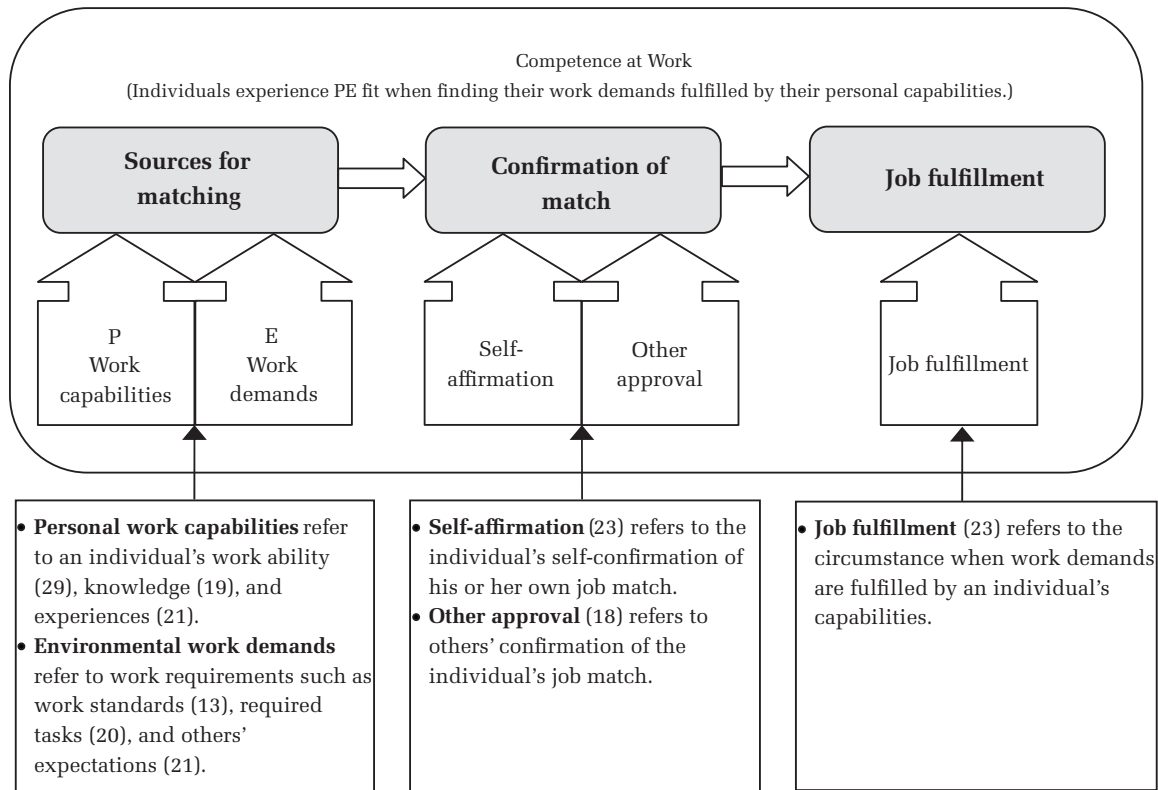 Competence at Work
(Individuals experience PE fit when finding their work demands fulfilled by their personal capabilities.)
Sources for
matching
Confirmation of
match
Job fulfillment
P
Work
capabilities
E
Work
demands
Self-
affirmation
Other
approval
Job fulfillment
• Personal work capabilities refer
to an individual’s work ability
(29), knowledge (19), and
experiences (21).
• Environmental work demands
refer to work requirements such as
work standards (13), required
tasks (20), and others’
expectations (21).
• Self-affirmation (23) refers to the
individual’s self-confirmation of
his or her own job match.
• Other approval (18) refers to
others’ confirmation of the
individual’s job match.
• Job fulfillment (23) refers to the
circumstance when work demands
are fulfilled by an individual’s
capabilities.